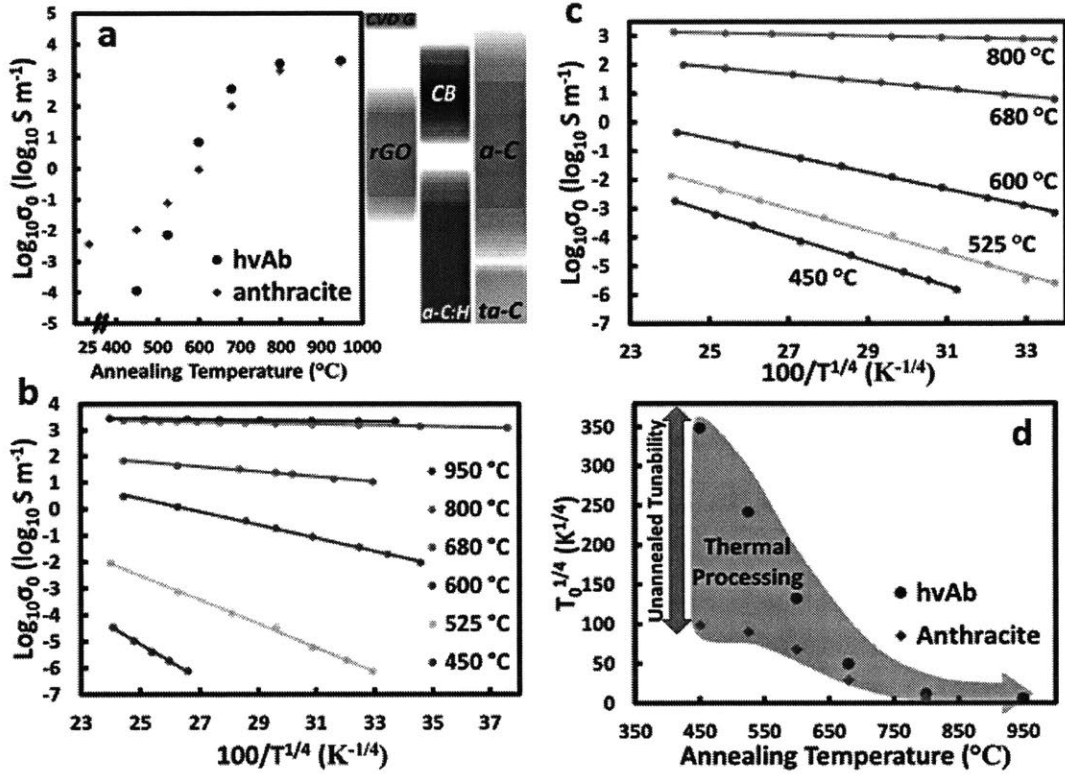 a
5
4
3
2
1
0
-1
-2
-3
-4
-5
Log10σ0 (log10 S m-1)
hvAb
anthracite
25 400 500 600 700 800 900 1000
Annealing Temperature (°C)
CVD G
rGO
CB
a-C
a-C:H
ta-C
b
4
3
2
1
0
-1
-2
-3
-4
-5
-6
-7
Log10σ0 (log10 S m-1)
950 °C
800 °C
680 °C
600 °C
525 °C
450 °C
23 25 27 29 31 33 35 37
100/T1/4 (K-1/4)
c
3
2
1
0
-1
-2
-3
-4
-5
-6
-7
Log10σ0 (log10 S m-1)
800 °C
680 °C
600 °C
525 °C
450 °C
23 25 27 29 31 33
100/T1/4 (K-1/4)
d
350
300
250
200
150
100
50
0
T01/4 (K1/4)
Unannealed Tunability
Thermal
Processing
hvAb
Anthracite
350 450 550 650 750 850 950
Annealing Temperature (°C)